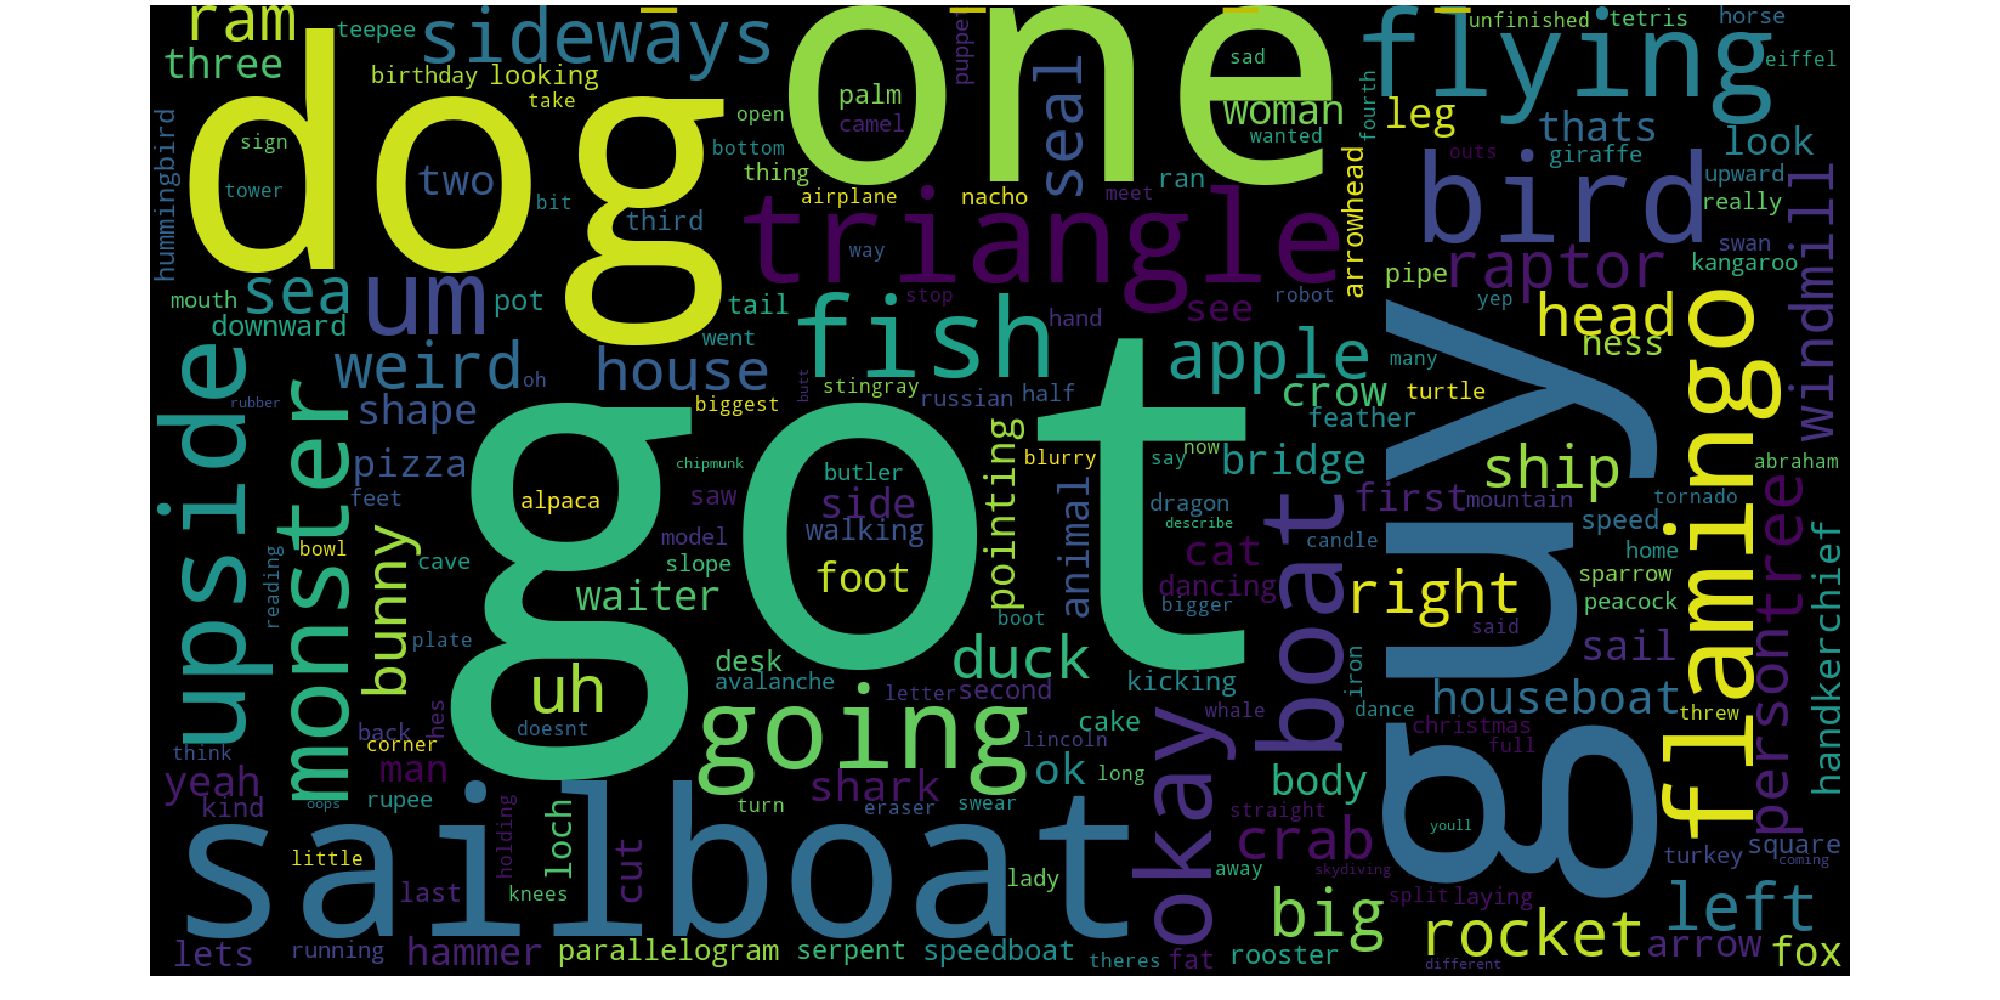 ram
teepee
sideways
one
puppet
sad
flying
unfinished
tetris
horse
eiffel
three
birthday
looking
take
dog
palm
camel
open
seal
woman
wanted
fourth
leg
thats
look
hummingbird
sign
tower
two
bit
bottom
thing
third
airplane
nacho
meet
ran
arrowhead
outs
giraffe
upward
really
bird
triangle
way
stop
robot
pipe
raptor
swan
kangaroo
windmill
mouth
sea
um
pot
tail
downward
went
fish
hand
see
yep
head
ness
upside
monster
weird
oh
house
butt
stingray
russian
half
apple
many
guy
flamingo
rubber
shape
biggest
crow
feather
turtle
pizza
feet
chipmunk
got
alpaca
saw
butler
side
walking
pointing
blurry
animal
say
now
bridge
dragon
describe
first
mountain
ship
tornado
abraham
speed
home
reading
bowl
bunny
cave
model
slope
waiter
foot
boot
cat
dancing
bigger
boat
candle
right
said
sparrow
peacock
persontree
handkerchief
plate
uh
desk
avalanche
duck
letter
second
kicking
iron
sail
houseboat
dance
threw
think
back
hes
corner
doesnt
going
lincoln
cake
okay
whale
christmas
full
yeah
kind
man
rupee
oops
shark
ok
long
body
turn
eraser
swear
straight
crab
youll
sailboat
little
holding
loch
cut
knees
last
lady
away
skydiving
turkey
square
coming
big
split
laying
left
lets
running
hammer
parallelogram
serpent
speedboat
theres
fat
rooster
rocket
different
arrow
fox